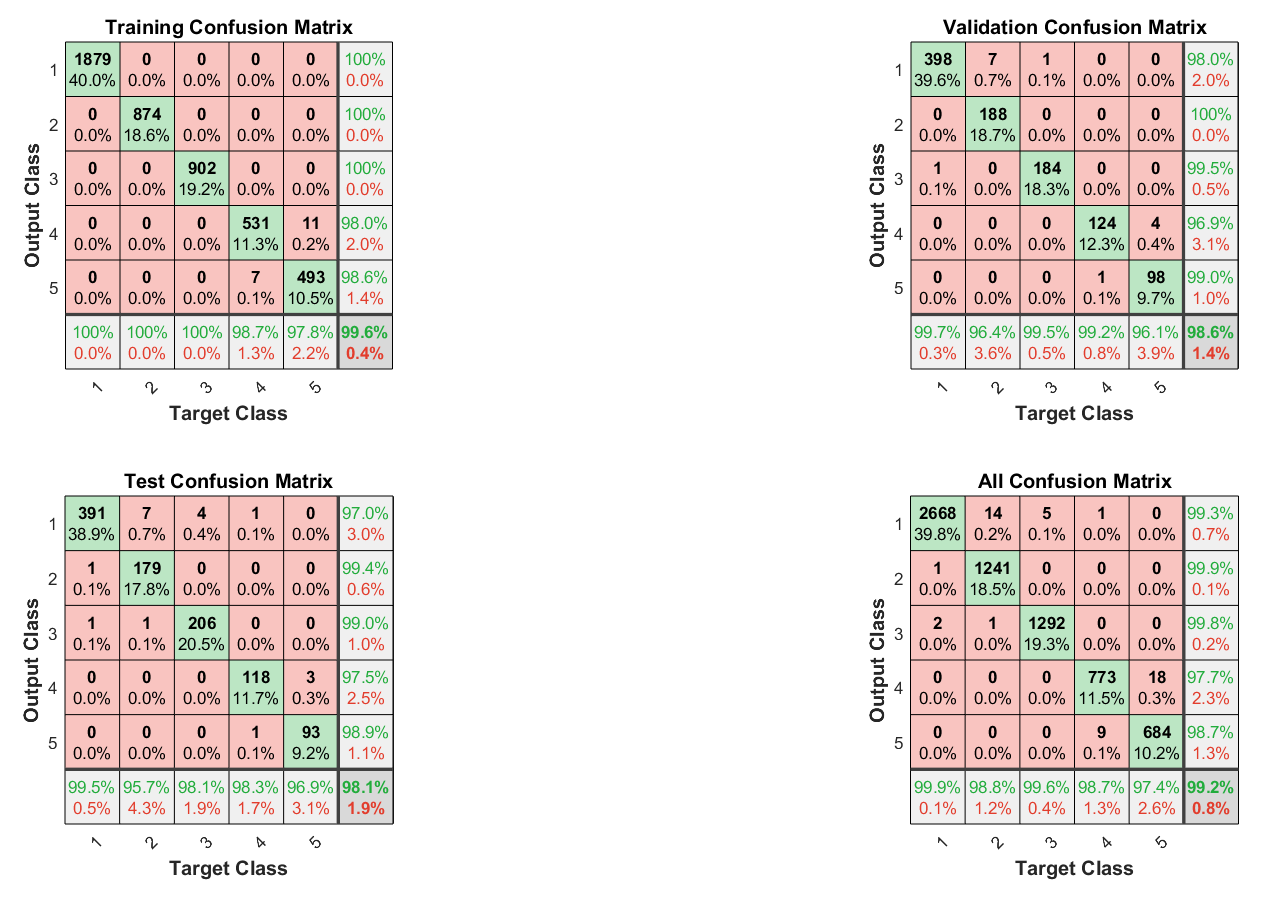 Training Confusion Matrix
1879 0 0 0 0 100%
1 40.0% 0.0% 0.0% 0.0% 0.0% 0.0%
0 874 0 0 0 100%
2 0.0% 18.6% 0.0% 0.0% 0.0% 0.0%
0 0 902 0 0 100%
3 0.0% 0.0% 19.2% 0.0% 0.0% 0.0%
0 0 0 531 11 98.0%
4 0.0% 0.0% 0.0% 11.3% 0.2% 2.0%
0 0 0 7 493 98.6%
5 0.0% 0.0% 0.0% 0.1% 10.5% 1.4%
100% 100% 100% 98.7% 97.8% 99.6%
0.0% 0.0% 0.0% 1.3% 2.2% 0.4%
1 2 3 4 5
Target Class
Output Class
Validation Confusion Matrix
398 7 1 0 0 98.0%
1 39.6% 0.7% 0.1% 0.0% 0.0% 2.0%
0 188 0 0 0 100%
2 0.0% 18.7% 0.0% 0.0% 0.0% 0.0%
1 0 184 0 0 99.5%
3 0.1% 0.0% 18.3% 0.0% 0.0% 0.5%
0 0 0 124 4 96.9%
4 0.0% 0.0% 0.0% 12.3% 0.4% 3.1%
0 0 0 1 98 99.0%
5 0.0% 0.0% 0.0% 0.1% 9.7% 1.0%
99.7% 96.4% 99.5% 99.2% 96.1% 98.6%
0.3% 3.6% 0.5% 0.8% 3.9% 1.4%
1 2 3 4 5
Target Class
Output Class
Test Confusion Matrix
391 7 4 1 0 97.0%
1 38.9% 0.7% 0.4% 0.1% 0.0% 3.0%
1 179 0 0 0 99.4%
2 0.1% 17.8% 0.0% 0.0% 0.0% 0.6%
1 1 206 0 0 99.0%
3 0.1% 0.1% 20.5% 0.0% 0.0% 1.0%
0 0 0 118 3 97.5%
4 0.0% 0.0% 0.0% 11.7% 0.3% 2.5%
0 0 0 1 93 98.9%
5 0.0% 0.0% 0.0% 0.1% 9.2% 1.1%
99.5% 95.7% 98.1% 98.3% 96.9% 98.1%
0.5% 4.3% 1.9% 1.7% 3.1% 1.9%
1 2 3 4 5
Target Class
Output Class
All Confusion Matrix
2668 14 5 1 0 99.3%
1 39.8% 0.2% 0.1% 0.0% 0.0% 0.7%
1 1241 0 0 0 99.9%
2 0.0% 18.5% 0.0% 0.0% 0.0% 0.1%
2 1 1292 0 0 99.8%
3 0.0% 0.0% 19.3% 0.0% 0.0% 0.2%
0 0 0 773 18 97.7%
4 0.0% 0.0% 0.0% 11.5% 0.3% 2.3%
0 0 0 9 684 98.7%
5 0.0% 0.0% 0.0% 0.1% 10.2% 1.3%
99.9% 98.8% 99.6% 98.7% 97.4% 99.2%
0.1% 1.2% 0.4% 1.3% 2.6% 0.8%
1 2 3 4 5
Target Class
Output Class